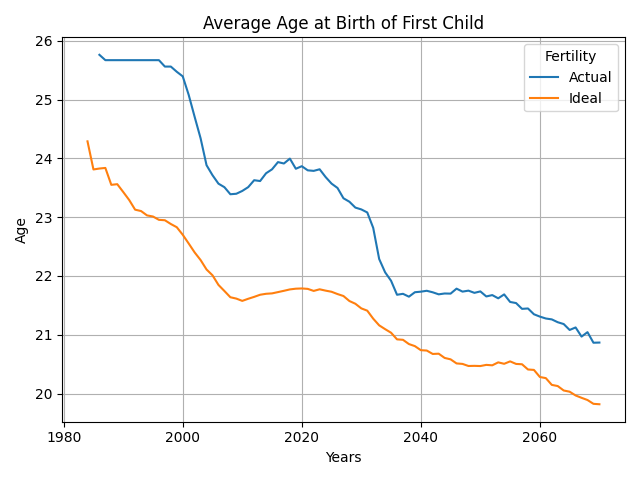 Average Age at Birth of First Child
Fertility
Actual
Ideal
Age
26
25
24
23
22
21
20
1980
2000
2020
2040
2060
Years